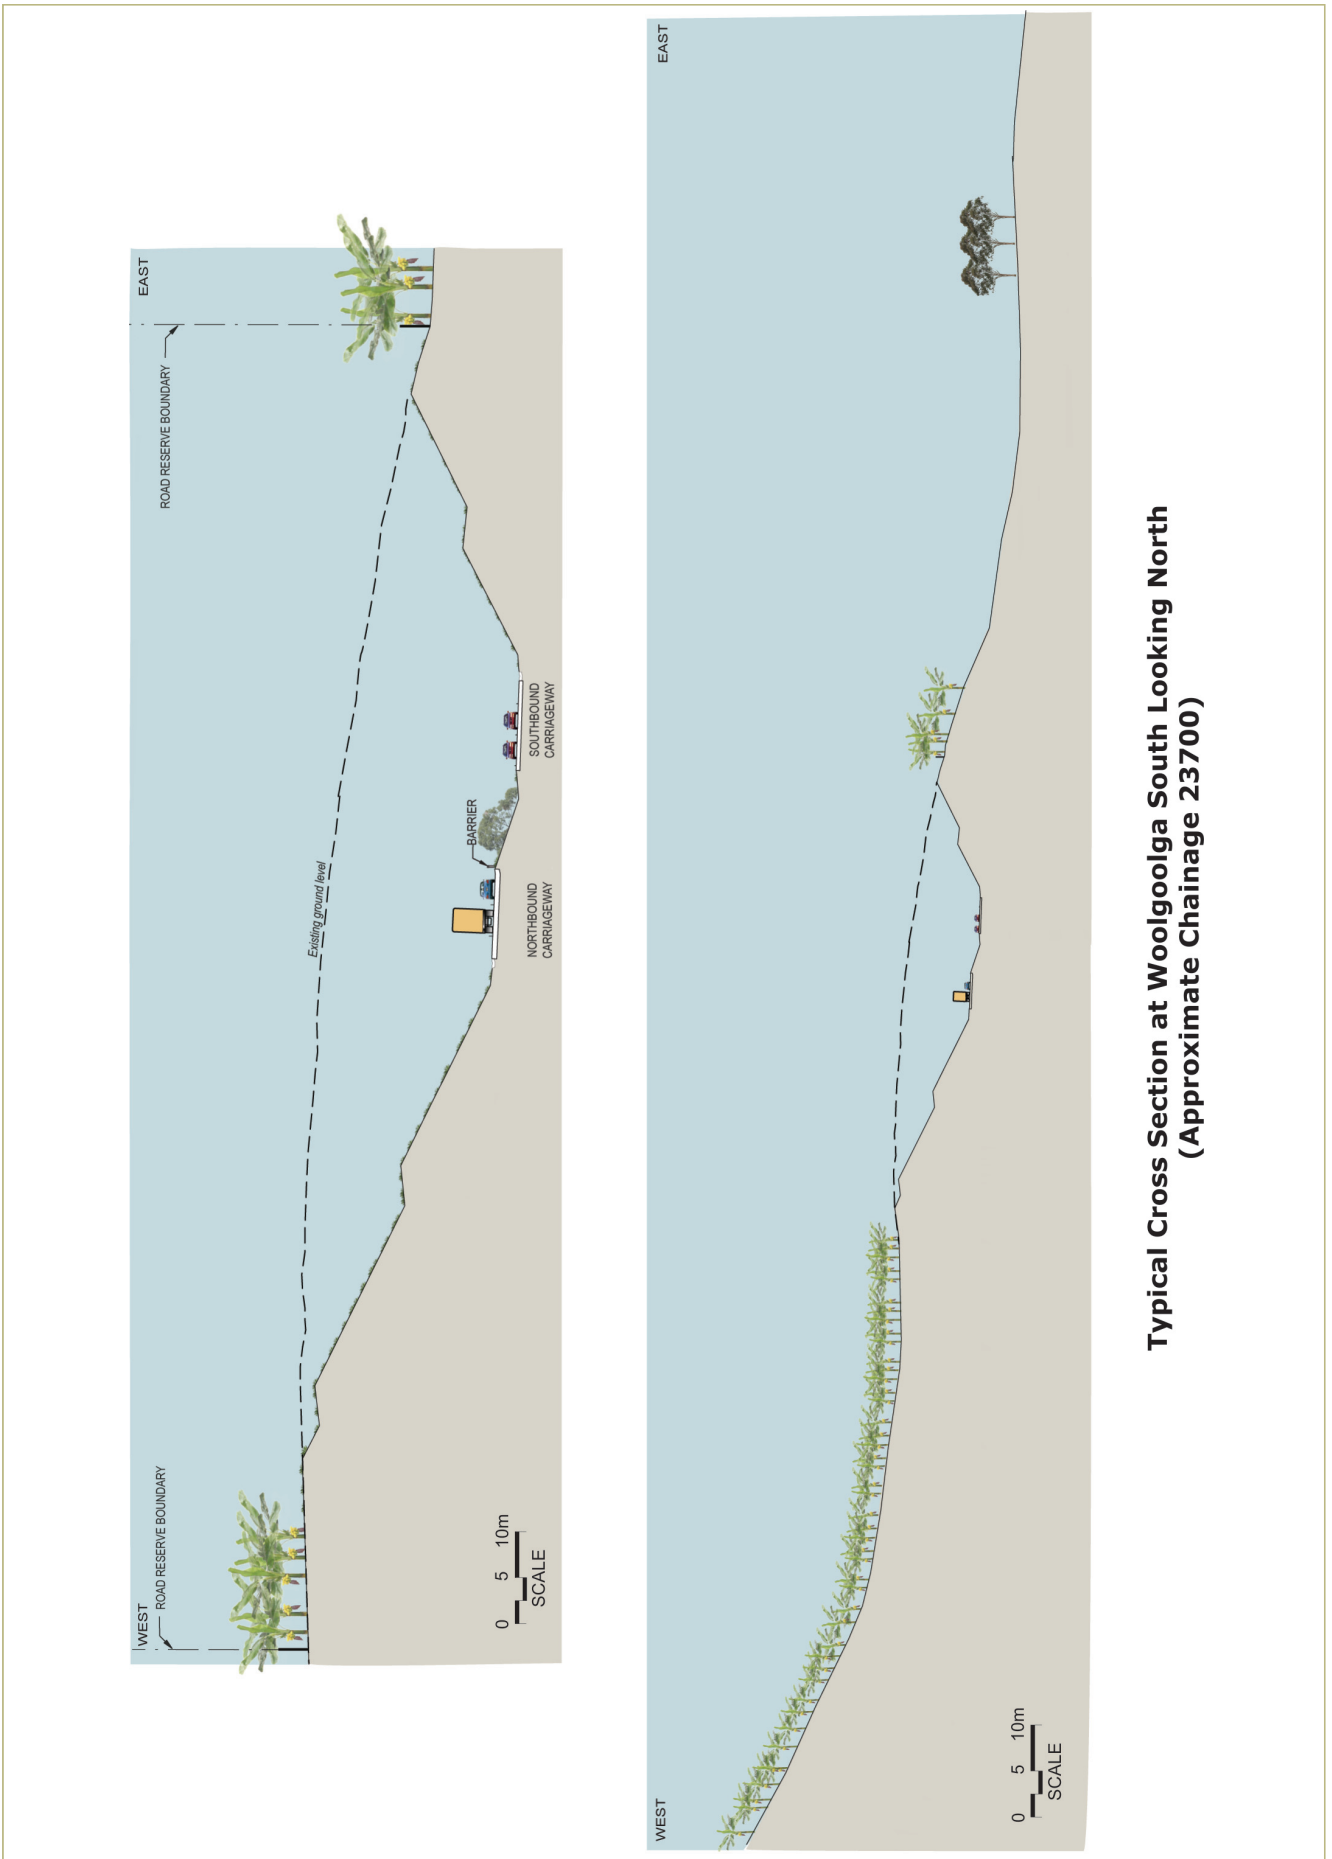 WEST
EAST
ROAD RESERVE BOUNDARY
ROAD RESERVE BOUNDARY
Existing ground level
BARRIER
NORTHBOUND
CARRIAGEWAY
SOUTHBOUND
CARRIAGEWAY
0 5 10m
SCALE
WEST
EAST
0 5 10m
SCALE
Typical Cross Section at Woolgoolga South Looking North
(Approximate Chainage 23700)